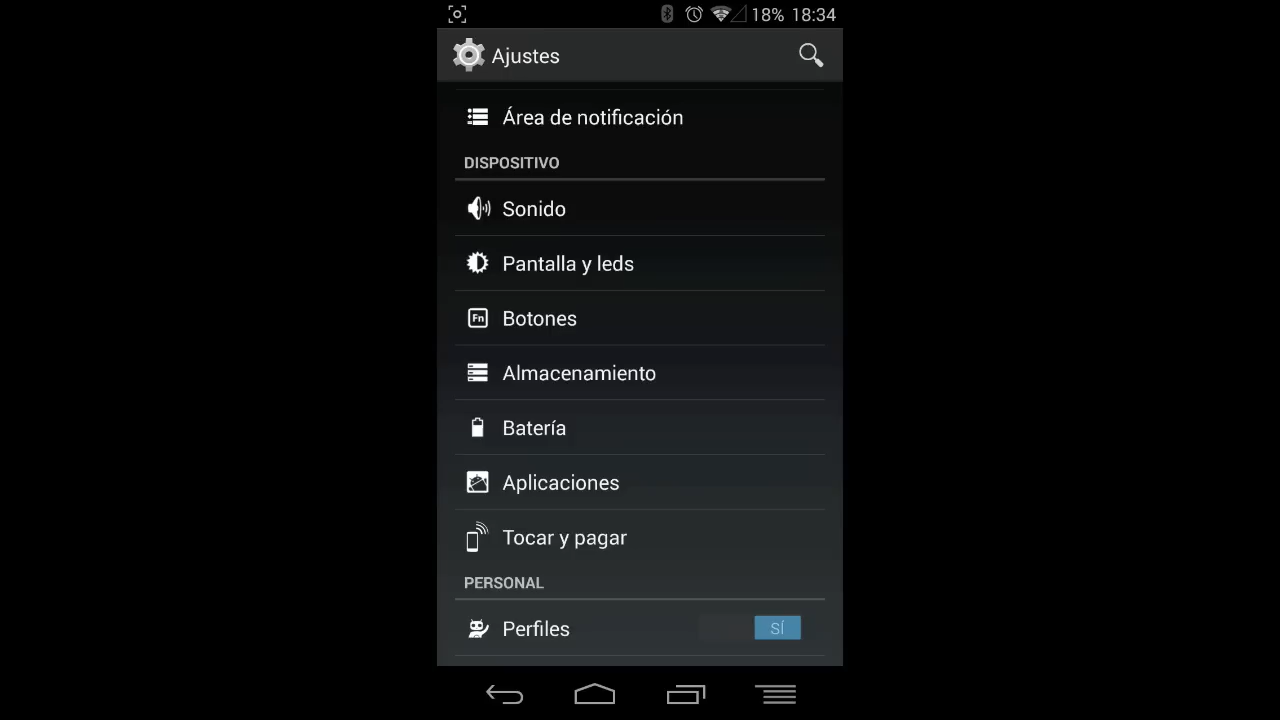 18% 18:34
Ajustes
Área de notificación
DISPOSITIVO
Sonido
Pantalla y leds
Fn Botones
Almacenamiento
Batería
Aplicaciones
Tocar y pagar
PERSONAL
Perfiles SÍ